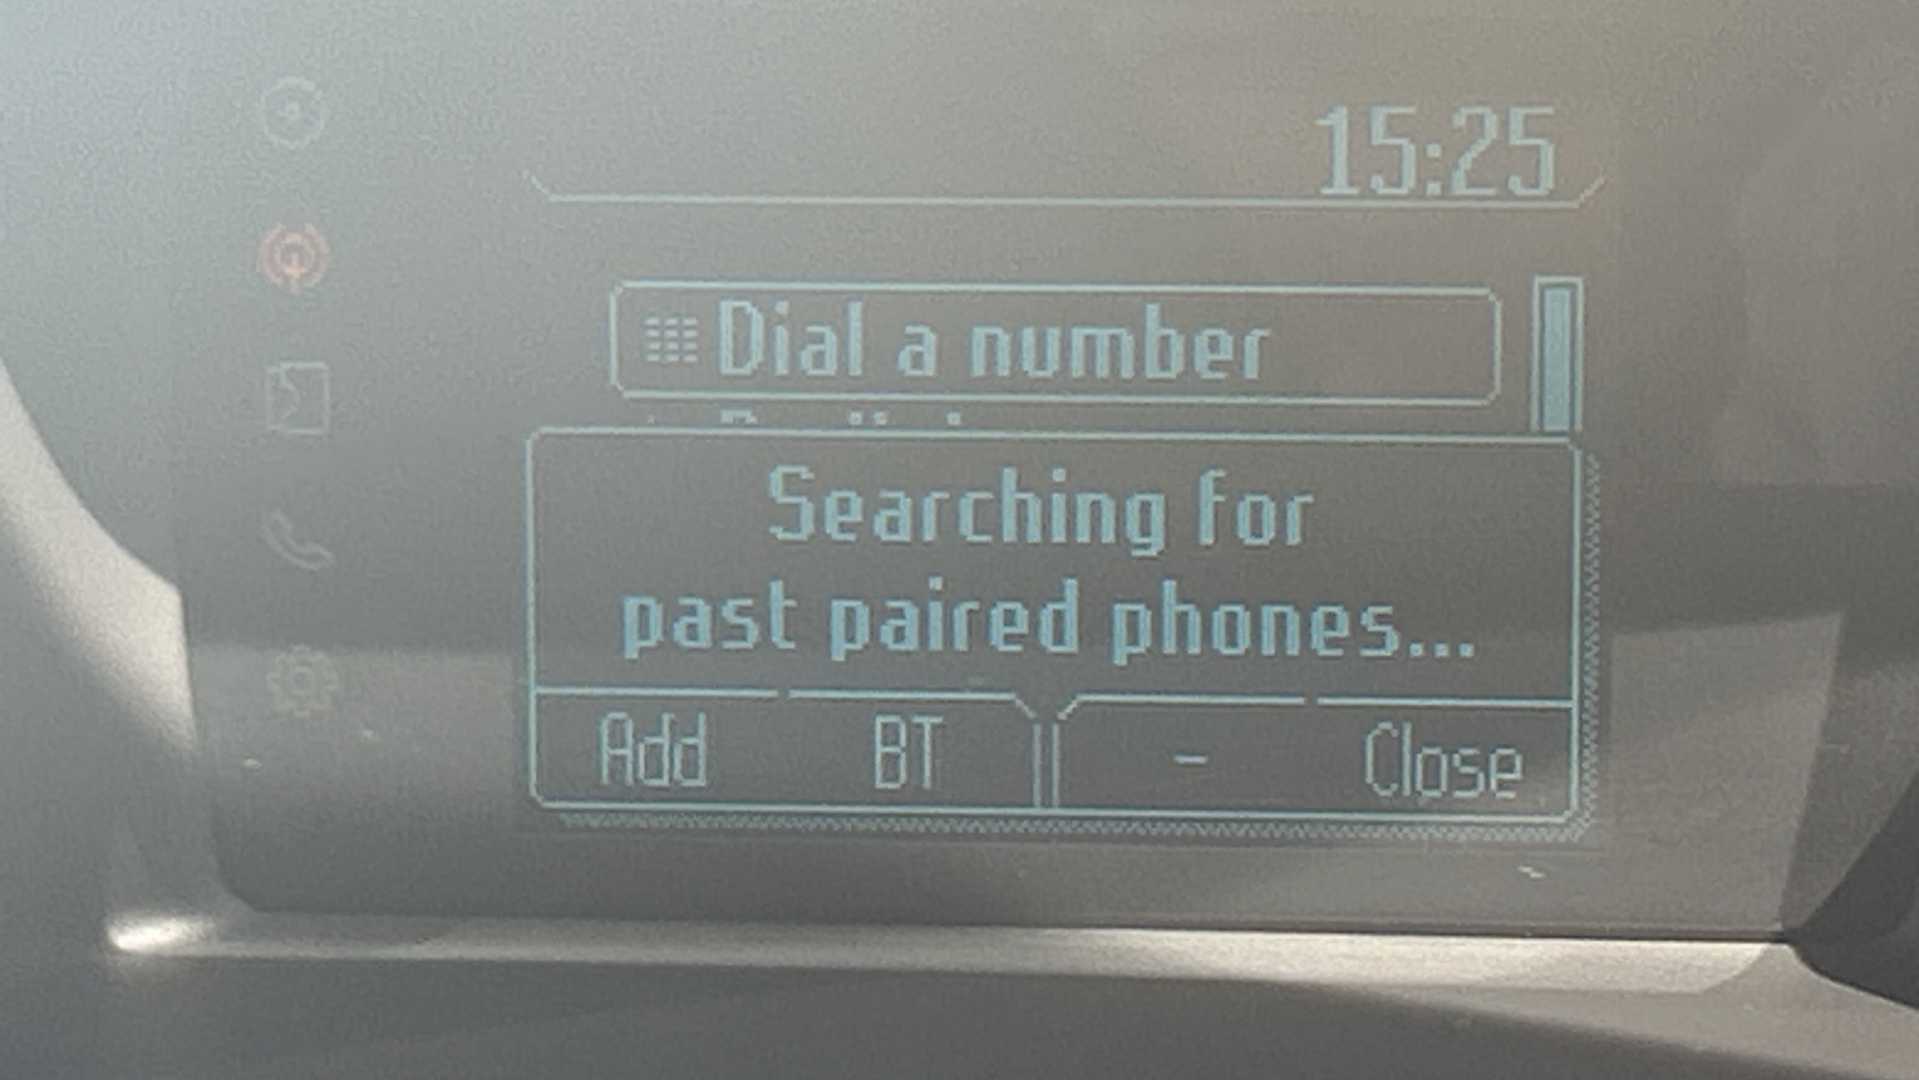 15:25
Dial a number
Searching for
past paired phones...
Add BT - Close